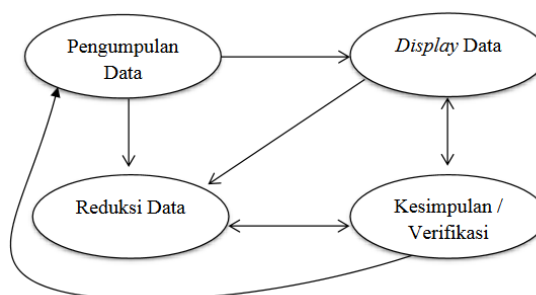 Pengumpulan
Data
Display Data
Reduksi Data
Kesimpulan /
Verifikasi